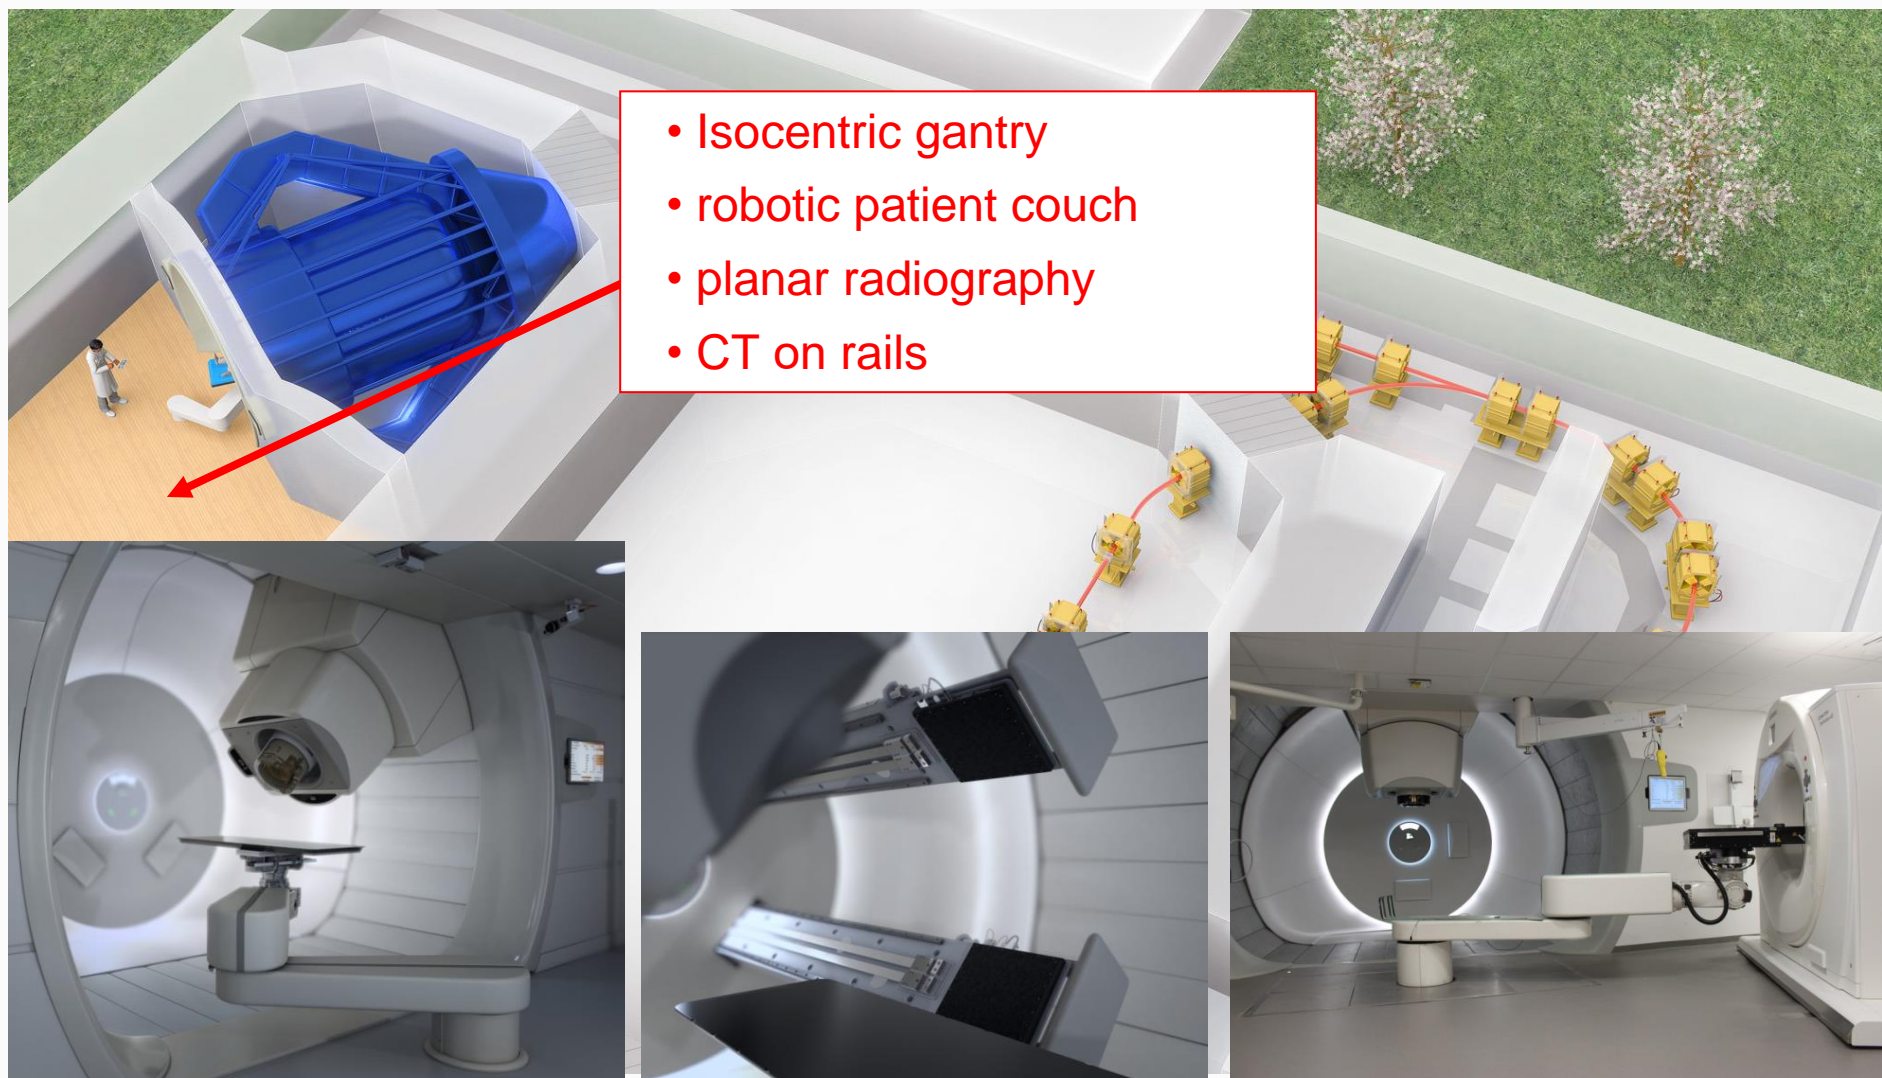 • Isocentric gantry
• robotic patient couch
• planar radiography
• CT on rails